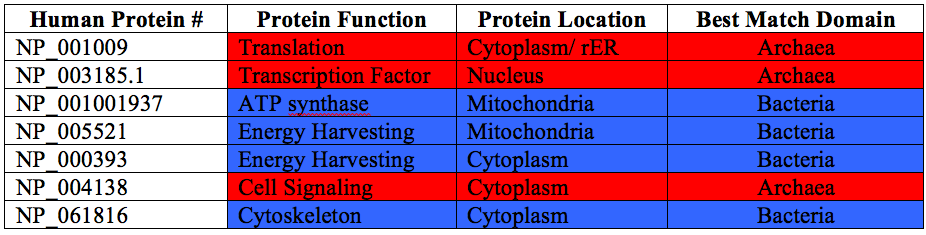 Human Protein # Protein Function Protein Location Best Match Domain
NP_001009 Translation Cytoplasm/ rER Archaea
NP_003185.1 Transcription Factor Nucleus Archaea
NP_001001937 ATP synthase Mitochondria Bacteria
NP_005521 Energy Harvesting Mitochondria Bacteria
NP_000393 Energy Harvesting Cytoplasm Bacteria
NP_004138 Cell Signaling Cytoplasm Archaea
NP_061816 Cytoskeleton Cytoplasm Bacteria